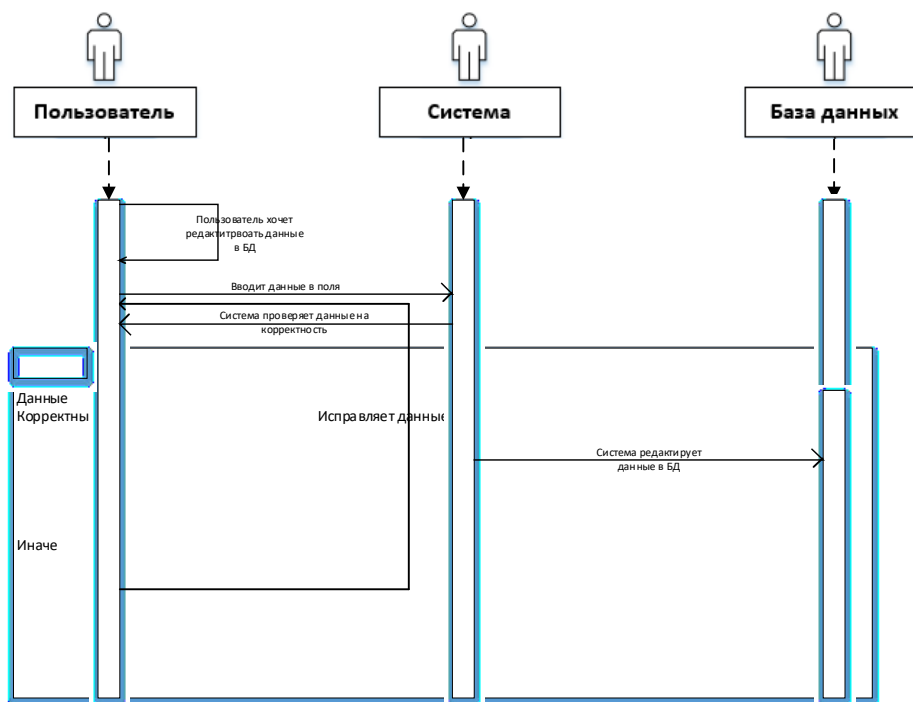 Пользователь
Система
База данных
Пользователь хочет
редактитрвоать данные
в БД
Вводит данные в поля
Система проверяет данные на
корректность
Данные
Корректны
Исправляет данные
Система редактирует
данные в БД
Иначе